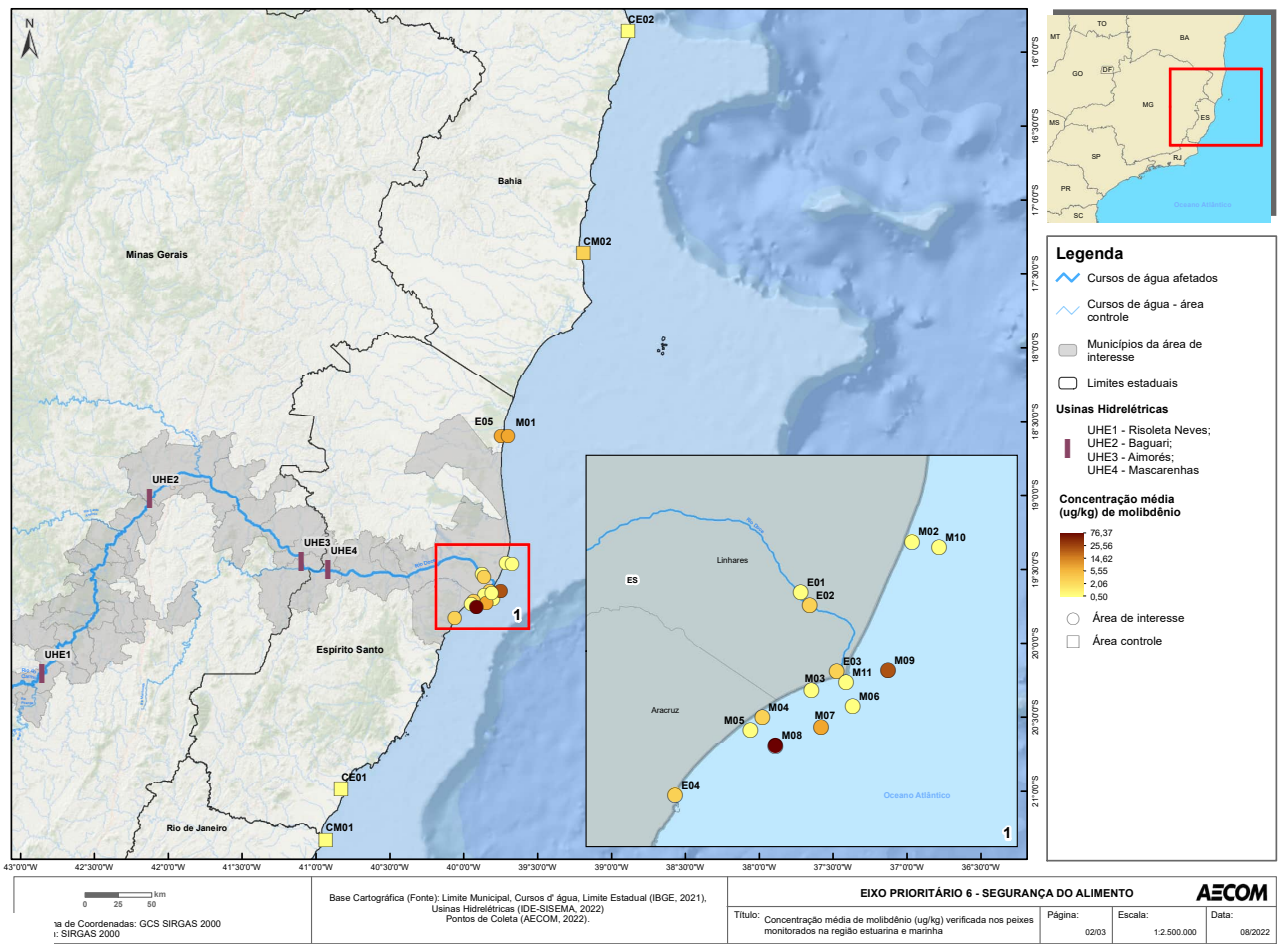 N
CE02
Bahia
CM02
Minas Gerais
E05
M01
UHE2
UHE3
UHE4
Rio Doce
1
Espírito Santo
UHE1
CE01
Rio de Janeiro
CM01
16°0'0"S
16°30'0"S
17°0'0"S
17°30'0"S
18°0'0"S
18°30'0"S
19°0'0"S
19°30'0"S
20°0'0"S
20°30'0"S
21°0'0"S
43°0'0"W
42°30'0"W
42°0'0"W
41°30'0"W
41°0'0"W
40°30'0"W
40°0'0"W
39°30'0"W
39°0'0"W
38°30'0"W
38°0'0"W
37°30'0"W
37°0'0"W
36°30'0"W
Rio Doce
Linhares
ES
M02
M10
E01
E02
E03
M09
M11
M03
M06
Aracruz
M04
M07
M05
M08
E04
Oceano Atlântico
1
TO
BA
MT
DF
GO
MG
MS
ES
SP
RJ
PR
SC
Oceano Atlântico
Legenda
Cursos de água afetados
Cursos de água - área
controle
Municípios da área de
interesse
Limites estaduais
Usinas Hidrelétricas
UHE1 - Risoleta Neves;
UHE2 - Baguari;
UHE3 - Aimorés;
UHE4 - Mascarenhas
Concentração média
(ug/kg) de molibdênio
76,37
25,56
14,62
5,55
2,06
0,50
Área de interesse
Área controle
km
0 25 50
na de Coordenadas: GCS SIRGAS 2000
: SIRGAS 2000
Base Cartográfica (Fonte): Limite Municipal, Cursos d' água, Limite Estadual (IBGE, 2021),
Usinas Hidrelétricas (IDE-SISEMA, 2022)
Pontos de Coleta (AECOM, 2022).
EIXO PRIORITÁRIO 6 - SEGURANÇA DO ALIMENTO
AECOM
Título: Concentração média de molibdênio (ug/kg) verificada nos peixes
monitorados na região estuarina e marinha
Página:
02/03
Escala:
1:2.500.000
Data:
08/2022